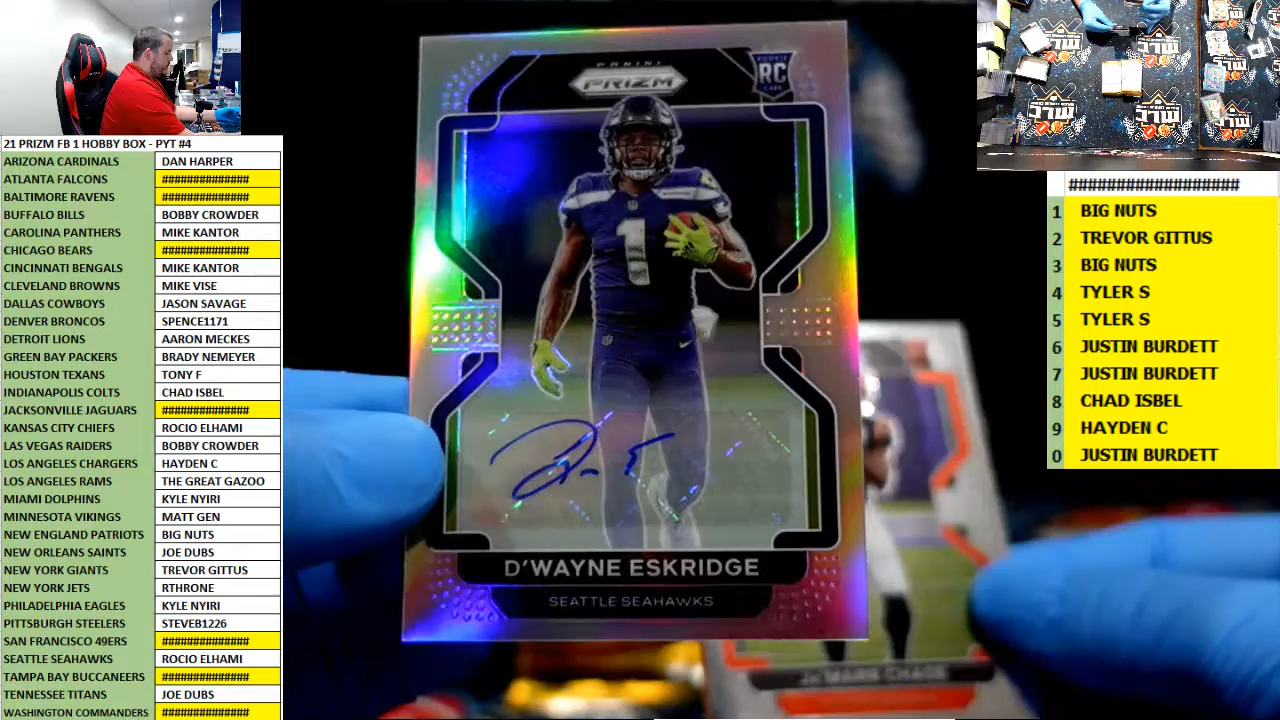 21 PRIZM FB 1 HOBBY BOX - PYT #4
ARIZONA CARDINALS DAN HARPER
ATLANTA FALCONS ##############
BALTIMORE RAVENS ##############
BUFFALO BILLS BOBBY CROWDER
CAROLINA PANTHERS MIKE KANTOR
CHICAGO BEARS ##############
CINCINNATI BENGALS MIKE KANTOR
CLEVELAND BROWNS MIKE VISE
DALLAS COWBOYS JASON SAVAGE
DENVER BRONCOS SPENCE1171
DETROIT LIONS AARON MECKES
GREEN BAY PACKERS BRADY NEMEYER
HOUSTON TEXANS TONY F
INDIANAPOLIS COLTS CHAD ISBEL
JACKSONVILLE JAGUARS ##############
KANSAS CITY CHIEFS ROCIO ELHAMI
LAS VEGAS RAIDERS BOBBY CROWDER
LOS ANGELES CHARGERS HAYDEN C
LOS ANGELES RAMS THE GREAT GAZOO
MIAMI DOLPHINS KYLE NYIRI
MINNESOTA VIKINGS MATT GEN
NEW ENGLAND PATRIOTS BIG NUTS
NEW ORLEANS SAINTS JOE DUBS
NEW YORK GIANTS TREVOR GITTUS
NEW YORK JETS RTHRONE
PHILADELPHIA EAGLES KYLE NYIRI
PITTSBURGH STEELERS STEVEB1226
SAN FRANCISCO 49ERS ##############
SEATTLE SEAHAWKS ROCIO ELHAMI
TAMPA BAY BUCCANEERS ##############
TENNESSEE TITANS JOE DUBS
WASHINGTON COMMANDERS ##############
PANINI
PRIZM
ROOKIE
RC
CARD
1
D'WAYNE ESKRIDGE
SEATTLE SEAHAWKS
Ja'MARR CHASE
##################
1 BIG NUTS
2 TREVOR GITTUS
3 BIG NUTS
4 TYLER S
5 TYLER S
6 JUSTIN BURDETT
7 JUSTIN BURDETT
8 CHAD ISBEL
9 HAYDEN C
0 JUSTIN BURDETT